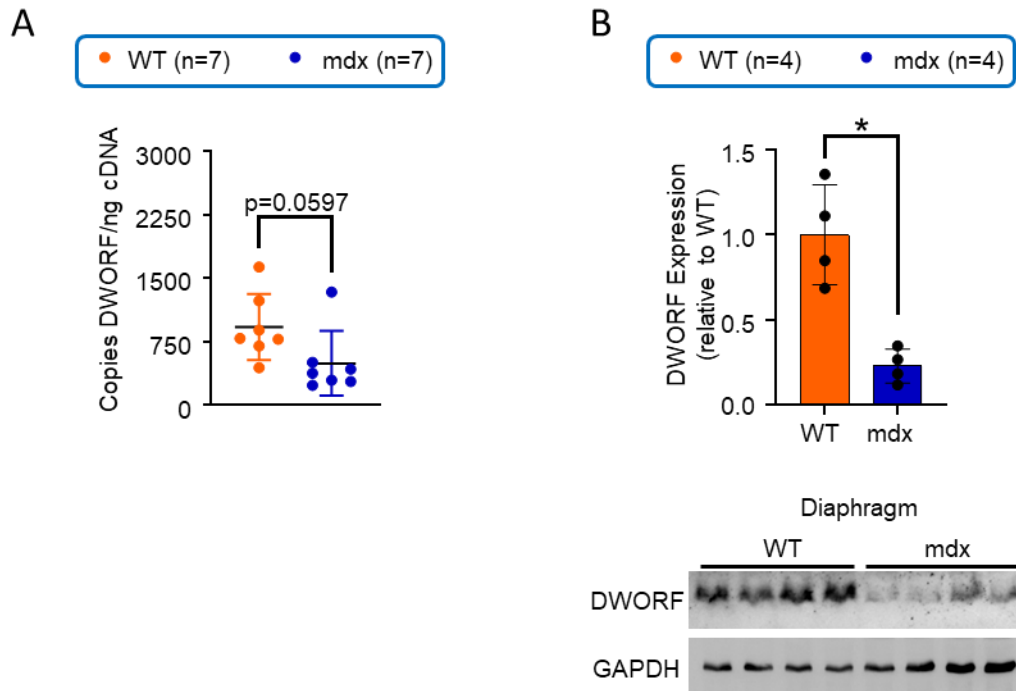 A
WT (n=7) mdx (n=7)
Copies DWORF/ng cDNA
3000
2250
1500
750
0
p=0.0597
B
WT (n=4) mdx (n=4)
DWORF Expression
(relative to WT)
1.5
1.0
0.5
0.0
*
WT mdx
Diaphragm
WT mdx
DWORF
GAPDH